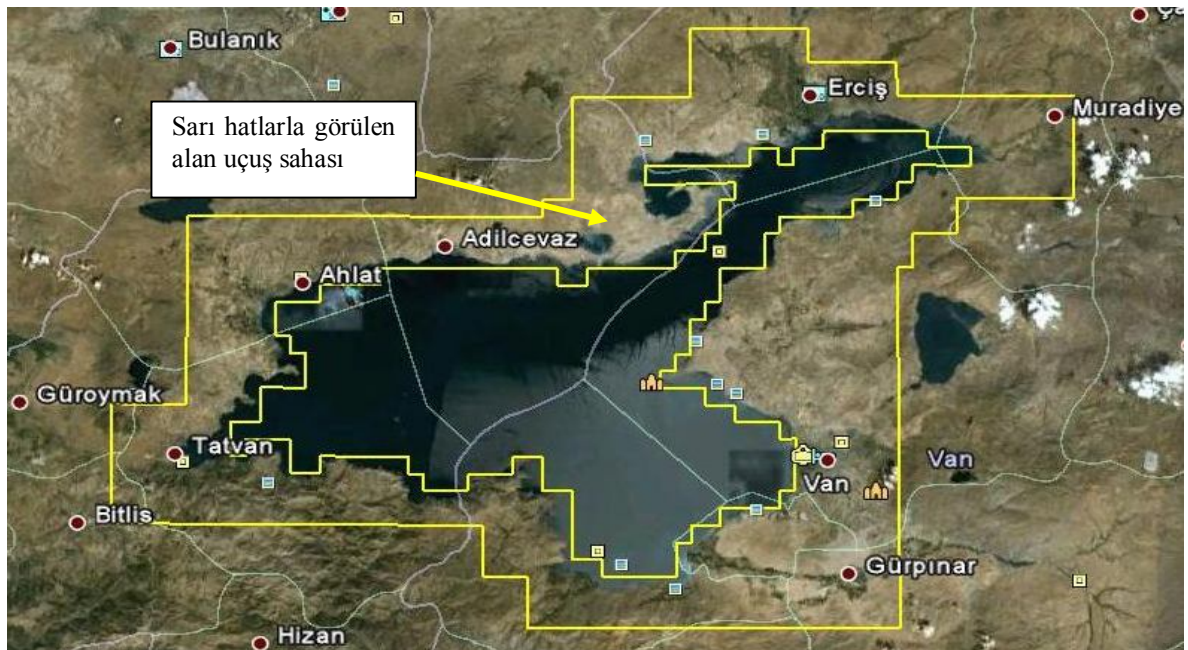 Bulanık
Erciş
Muradiye
Sarı hatlarla görülen
alan uçuş sahası
Adilcevaz
Ahlat
Güroymak
Tatvan
Van
Van
Bitlis
Gürpınar
Hizan